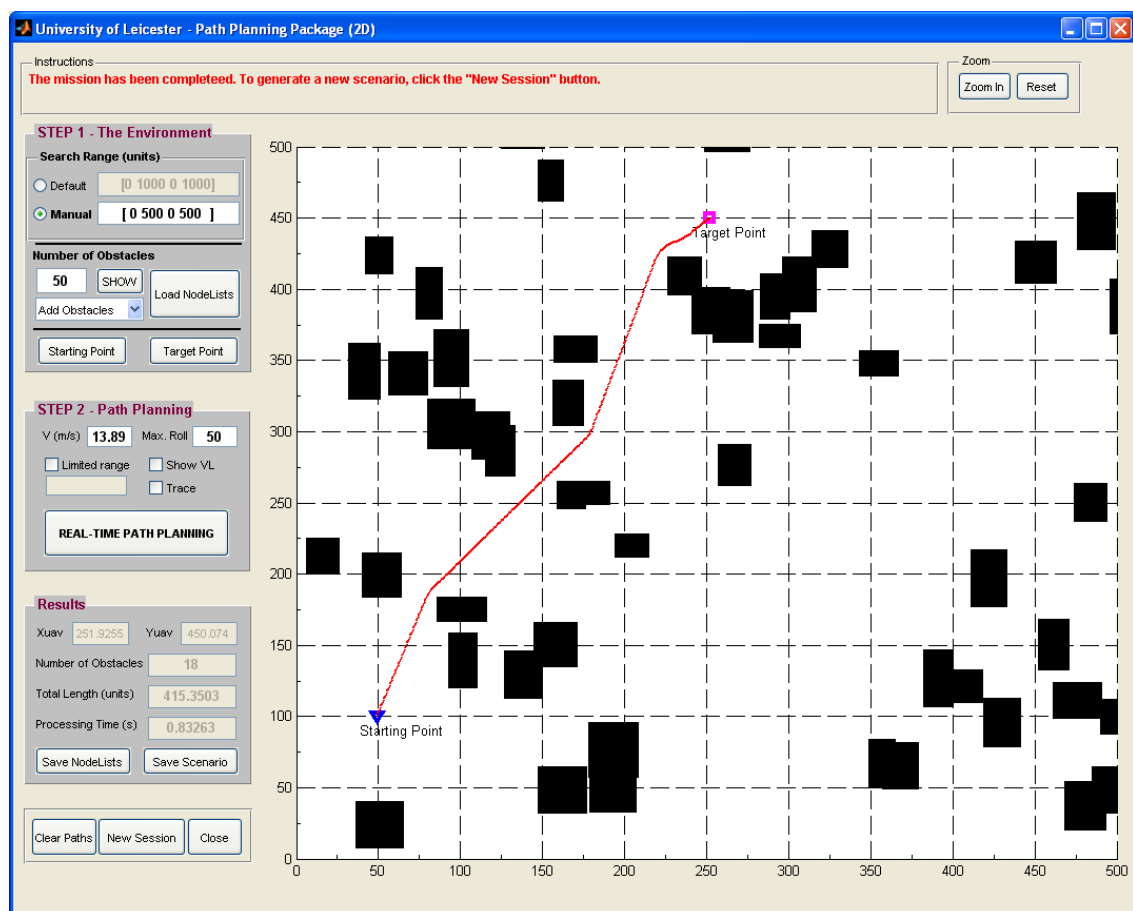 University of Leicester - Path Planning Package (2D)
Instructions
The mission has been completeed. To generate a new scenario, click the "New Session" button.
Zoom
Zoom In
Reset
STEP 1 - The Environment
Search Range (units)
Default
[0 1000 0 1000]
Manual
[ 0 500 0 500 ]
Number of Obstacles
50
SHOW
Load NodeLists
Add Obstacles
Starting Point
Target Point
STEP 2 - Path Planning
V (m/s)
13.89
Max. Roll
50
Limited range
Show VL
Trace
REAL-TIME PATH PLANNING
Results
Xuav
251.9255
Yuav
450.074
Number of Obstacles
18
Total Length (units)
415.3503
Processing Time (s)
0.83263
Save NodeLists
Save Scenario
Clear Paths
New Session
Close
500
450
400
350
300
250
200
150
100
50
0
Target Point
Starting Point
0
50
100
150
200
250
300
350
400
450
500